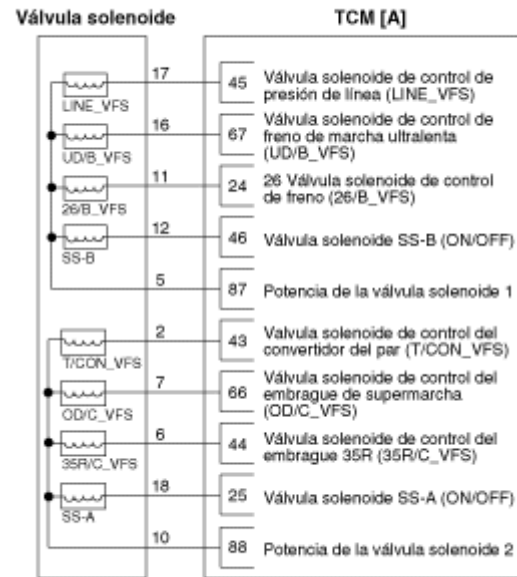 Válvula solenoide
TCM [A]
LINE_VFS
17
45
Válvula solenoide de control de
presión de línea (LINE_VFS)
UD/B_VFS
16
67
Válvula solenoide de control de
freno de marcha ultralenta
(UD/B_VFS)
26/B_VFS
11
24
26 Válvula solenoide de control
de freno (26/B_VFS)
SS-B
12
46
Válvula solenoide SS-B (ON/OFF)
5
87
Potencia de la válvula solenoide 1
T/CON_VFS
2
43
Valvula solenoide de control del
convertidor del par (T/CON_VFS)
OD/C_VFS
7
66
Válvula solenoide de control del
embrague de supermarcha
(OD/C_VFS)
35R/C_VFS
6
44
Válvula solenoide de control del
embrague 35R (35R/C_VFS)
SS-A
18
25
Válvula solenoide SS-A (ON/OFF)
10
88
Potencia de la válvula solenoide 2